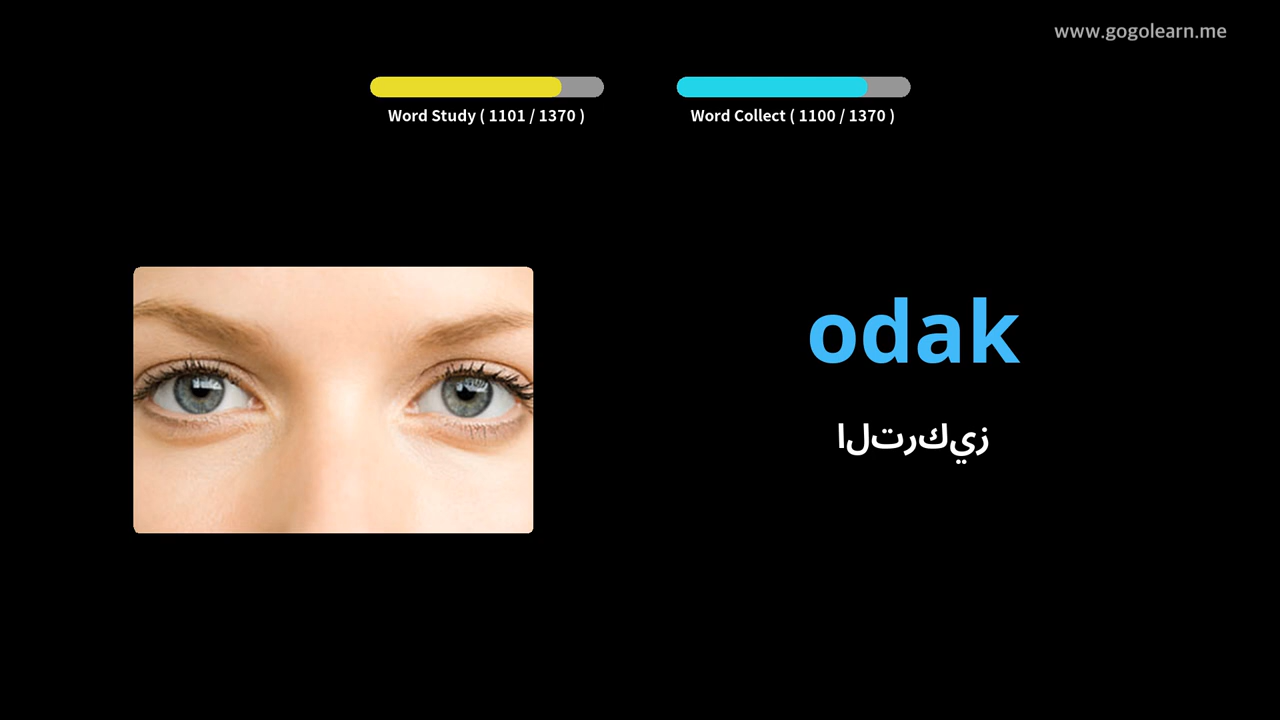 www.gogolearn.me
Word Study ( 1101 / 1370 )
Word Collect ( 1100 / 1370 )
odak
التركيز